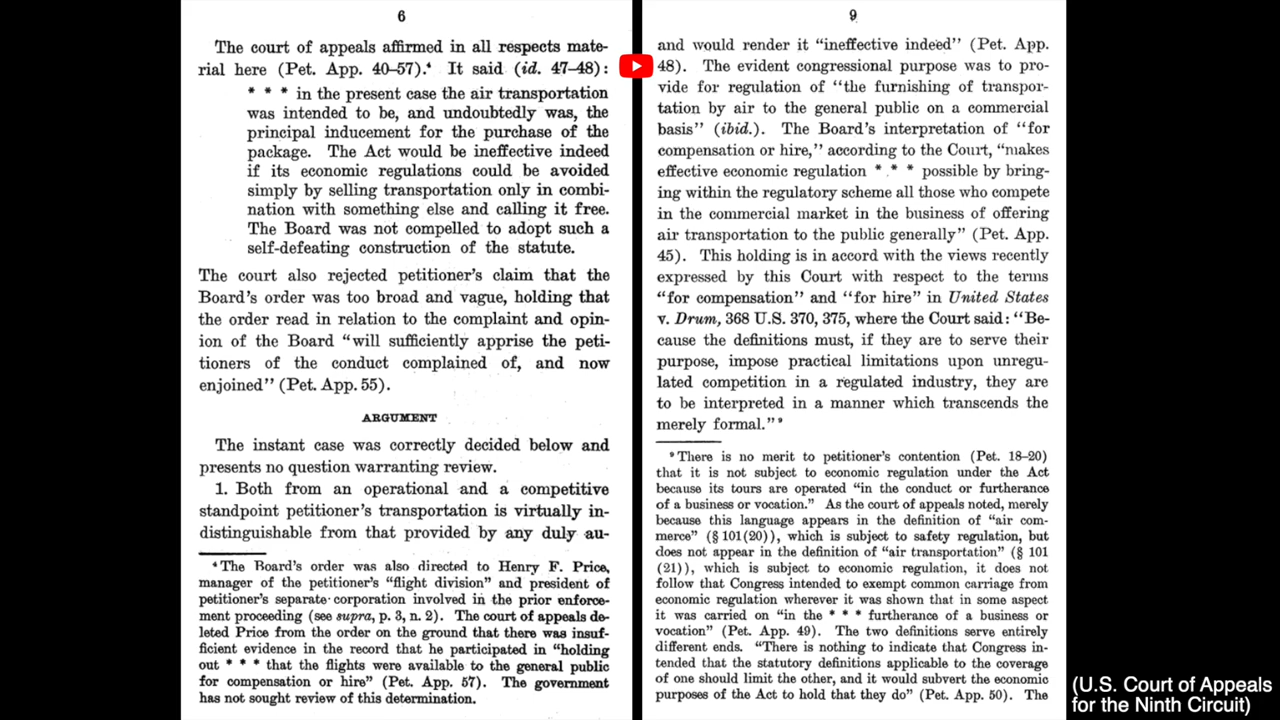 6
The court of appeals affirmed in all respects mate-
rial here (Pet. App. 40–57).⁴ It said (id. 47–48):
* * * in the present case the air transportation
was intended to be, and undoubtedly was, the
principal inducement for the purchase of the
package. The Act would be ineffective indeed
if its economic regulations could be avoided
simply by selling transportation only in combi-
nation with something else and calling it free.
The Board was not compelled to adopt such a
self-defeating construction of the statute.
The court also rejected petitioner's claim that the
Board's order was too broad and vague, holding that
the order read in relation to the complaint and opin-
ion of the Board "will sufficiently apprise the peti-
tioners of the conduct complained of, and now
enjoined" (Pet. App. 55).
ARGUMENT
The instant case was correctly decided below and
presents no question warranting review.
1. Both from an operational and a competitive
standpoint petitioner's transportation is virtually in-
distinguishable from that provided by any duly au-
⁴ The Board's order was also directed to Henry F. Price,
manager of the petitioner's "flight division" and president of
petitioner's separate corporation involved in the prior enforce-
ment proceeding (see supra, p. 3, n. 2). The court of appeals de-
leted Price from the order on the ground that there was insuf-
ficient evidence in the record that he participated in "holding
out * * * that the flights were available to the general public
for compensation or hire" (Pet. App. 57). The government
has not sought review of this determination.
9
and would render it "ineffective indeed" (Pet. App.
48). The evident congressional purpose was to pro-
vide for regulation of "the furnishing of transpor-
tation by air to the general public on a commercial
basis" (ibid.). The Board's interpretation of "for
compensation or hire," according to the Court, "makes
effective economic regulation * * * possible by bring-
ing within the regulatory scheme all those who compete
in the commercial market in the business of offering
air transportation to the public generally" (Pet. App.
45). This holding is in accord with the views recently
expressed by this Court with respect to the terms
"for compensation" and "for hire" in United States
v. Drum, 368 U.S. 370, 375, where the Court said: "Be-
cause the definitions must, if they are to serve their
purpose, impose practical limitations upon unregu-
lated competition in a regulated industry, they are
to be interpreted in a manner which transcends the
merely formal." ⁹
⁹ There is no merit to petitioner's contention (Pet. 18–20)
that it is not subject to economic regulation under the Act
because its tours are operated "in the conduct or furtherance
of a business or vocation." As the court of appeals noted, merely
because this language appears in the definition of "air com-
merce" (§ 101(20)), which is subject to safety regulation, but
does not appear in the definition of "air transportation" (§ 101
(21)), which is subject to economic regulation, it does not
follow that Congress intended to exempt common carriage from
economic regulation wherever it was shown that in some aspect
it was carried on "in the * * * furtherance of a business or
vocation" (Pet. App. 49). The two definitions serve entirely
different ends. "There is nothing to indicate that Congress in-
tended that the statutory definitions applicable to the coverage
of one should limit the other, and it would subvert the economic
purposes of the Act to hold that they do" (Pet. App. 50). The
(U.S. Court of Appeals
for the Ninth Circuit)